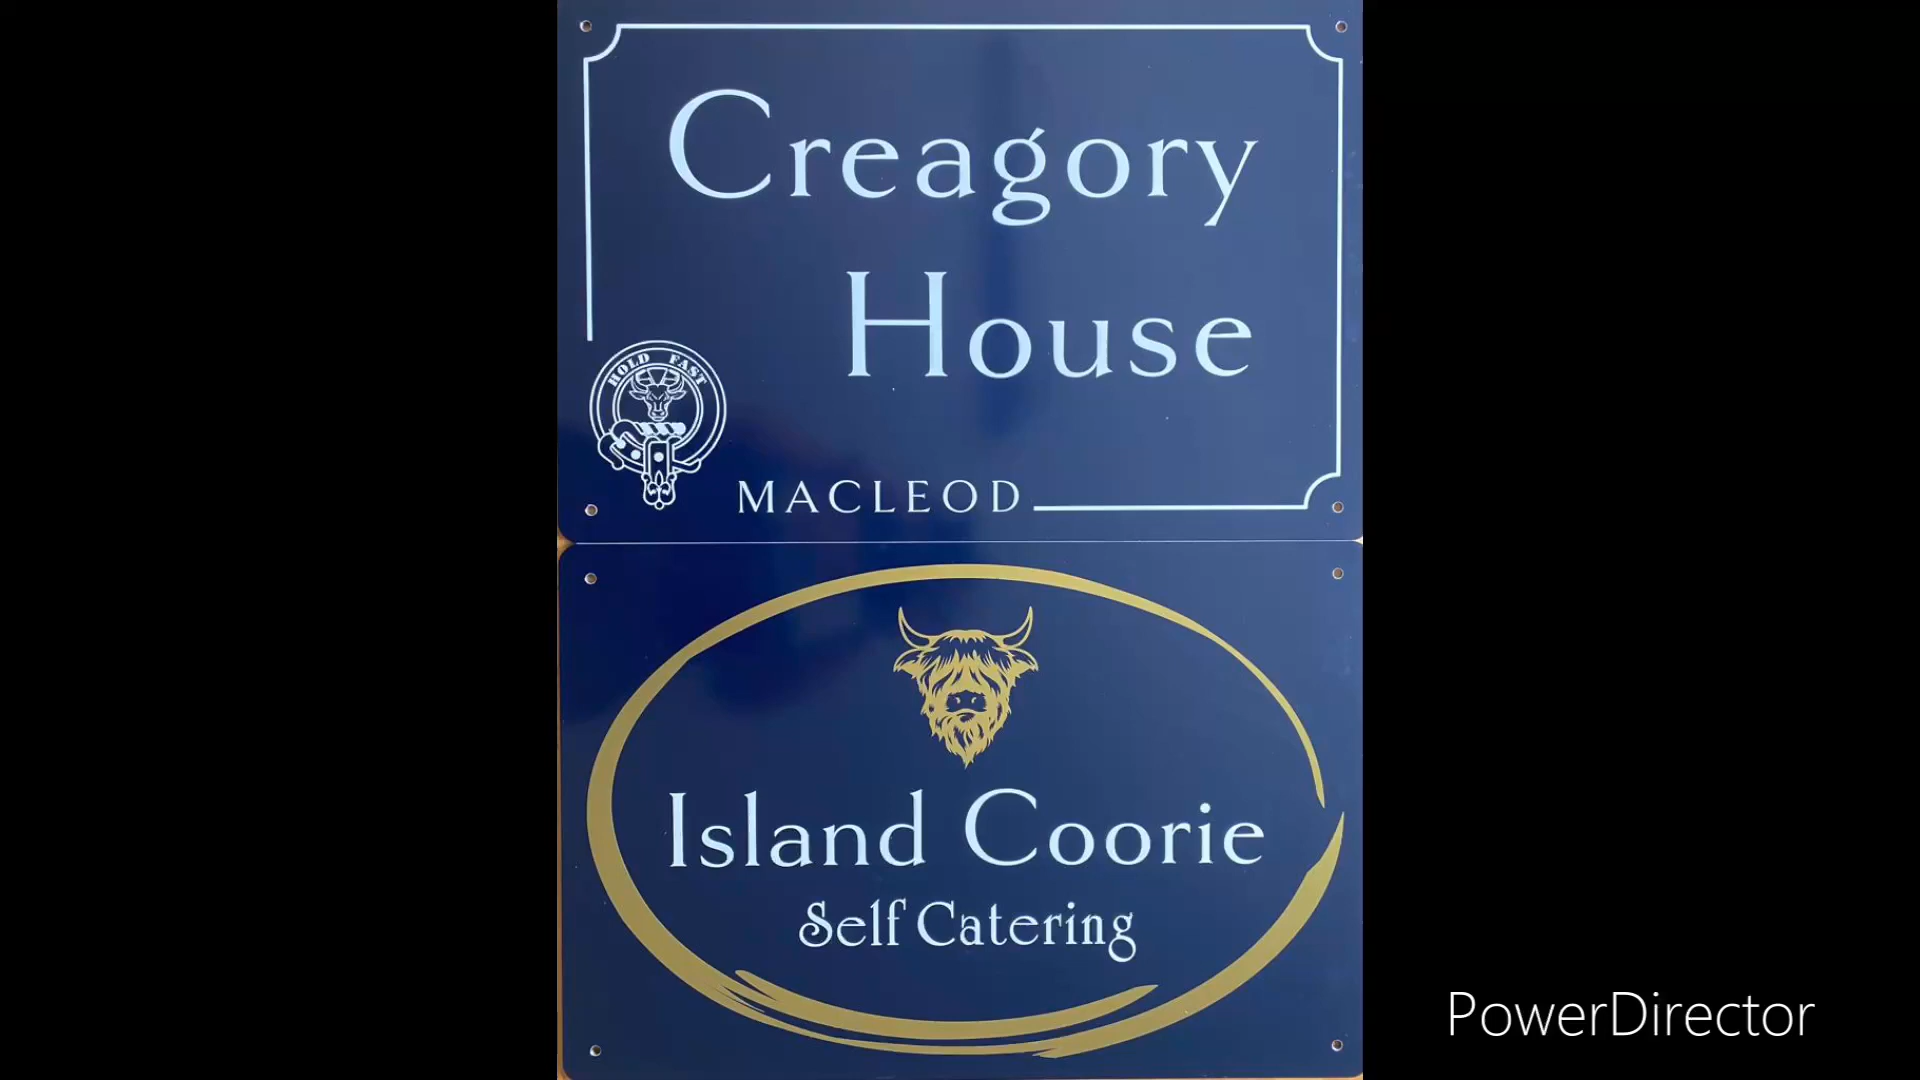 Creagory
House
HOLD FAST
MACLEOD
Island Coorie
Self Catering
PowerDirector